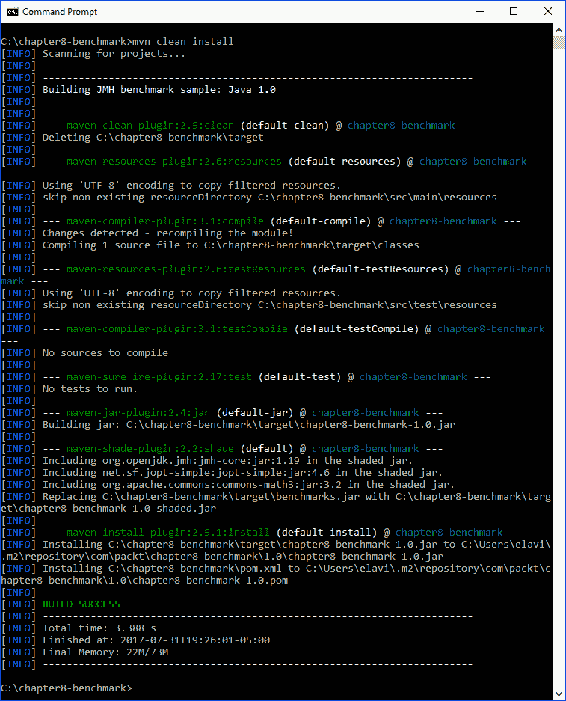 Command Prompt
C:\chapter8-benchmark>mvn clean install
[INFO] Scanning for projects...
[INFO]
[INFO] ------------------------------------------------------------------------
[INFO] Building JMH benchmark sample: Java 1.0
[INFO] ------------------------------------------------------------------------
[INFO]
[INFO] --- maven-clean-plugin:2.5:clean (default-clean) @ chapter8-benchmark ---
[INFO] Deleting C:\chapter8-benchmark\target
[INFO]
[INFO] --- maven-resources-plugin:2.6:resources (default-resources) @ chapter8-benchmark
---
[INFO] Using 'UTF-8' encoding to copy filtered resources.
[INFO] skip non existing resourceDirectory C:\chapter8-benchmark\src\main\resources
[INFO]
[INFO] --- maven-compiler-plugin:3.1:compile (default-compile) @ chapter8-benchmark ---
[INFO] Changes detected - recompiling the module!
[INFO] Compiling 1 source file to C:\chapter8-benchmark\target\classes
[INFO]
[INFO] --- maven-resources-plugin:2.6:testResources (default-testResources) @ chapter8-bench
mark ---
[INFO] Using 'UTF-8' encoding to copy filtered resources.
[INFO] skip non existing resourceDirectory C:\chapter8-benchmark\src\test\resources
[INFO]
[INFO] --- maven-compiler-plugin:3.1:testCompile (default-testCompile) @ chapter8-benchmark
---
[INFO] No sources to compile
[INFO]
[INFO] --- maven-surefire-plugin:2.17:test (default-test) @ chapter8-benchmark ---
[INFO] No tests to run.
[INFO]
[INFO] --- maven-jar-plugin:2.4:jar (default-jar) @ chapter8-benchmark ---
[INFO] Building jar: C:\chapter8-benchmark\target\chapter8-benchmark-1.0.jar
[INFO]
[INFO] --- maven-shade-plugin:2.2:shade (default) @ chapter8-benchmark ---
[INFO] Including org.openjdk.jmh:jmh-core:jar:1.19 in the shaded jar.
[INFO] Including net.sf.jopt-simple:jopt-simple:jar:4.6 in the shaded jar.
[INFO] Including org.apache.commons:commons-math3:jar:3.2 in the shaded jar.
[INFO] Replacing C:\chapter8-benchmark\target\benchmarks.jar with C:\chapter8-benchmark\targ
et\chapter8-benchmark-1.0-shaded.jar
[INFO]
[INFO] --- maven-install-plugin:2.5.1:install (default-install) @ chapter8-benchmark ---
[INFO] Installing C:\chapter8-benchmark\target\chapter8-benchmark-1.0.jar to C:\Users\elavi\
.m2\repository\com\packt\chapter8-benchmark\1.0\chapter8-benchmark-1.0.jar
[INFO] Installing C:\chapter8-benchmark\pom.xml to C:\Users\elavi\.m2\repository\com\packt\c
hapter8-benchmark\1.0\chapter8-benchmark-1.0.pom
[INFO] ------------------------------------------------------------------------
[INFO] BUILD SUCCESS
[INFO] ------------------------------------------------------------------------
[INFO] Total time: 3.308 s
[INFO] Finished at: 2017-07-31T19:26:01-05:00
[INFO] Final Memory: 22M/73M
[INFO] ------------------------------------------------------------------------
C:\chapter8-benchmark>